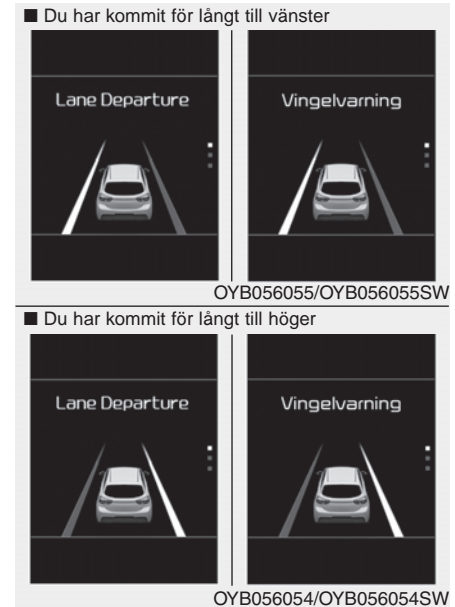 ■ Du har kommit för långt till vänster
Lane Departure
Vingelvarning
OYB056055/OYB056055SW
■ Du har kommit för långt till höger
Lane Departure
Vingelvarning
OYB056054/OYB056054SW